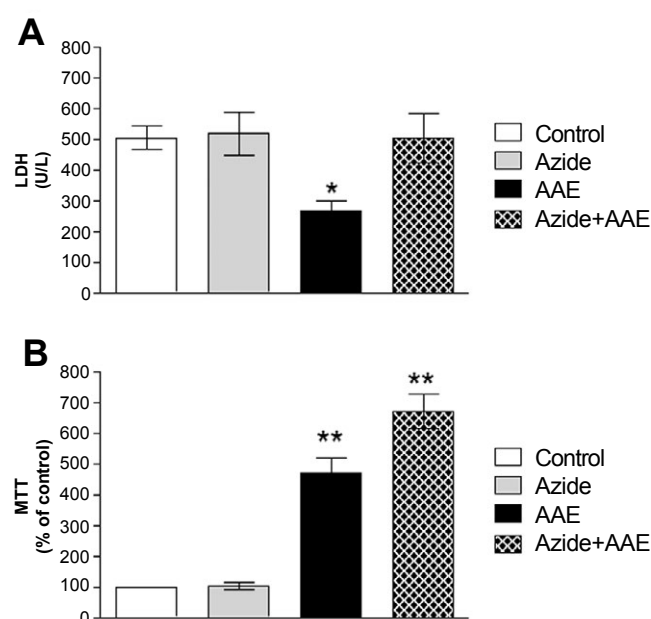 A
800
700
600
500
400
300
200
100
0
LDH
(U/L)
*
Control
Azide
AAE
Azide+AAE
B
800
700
600
500
400
300
200
100
0
MTT
(% of control)
**
**
Control
Azide
AAE
Azide+AAE